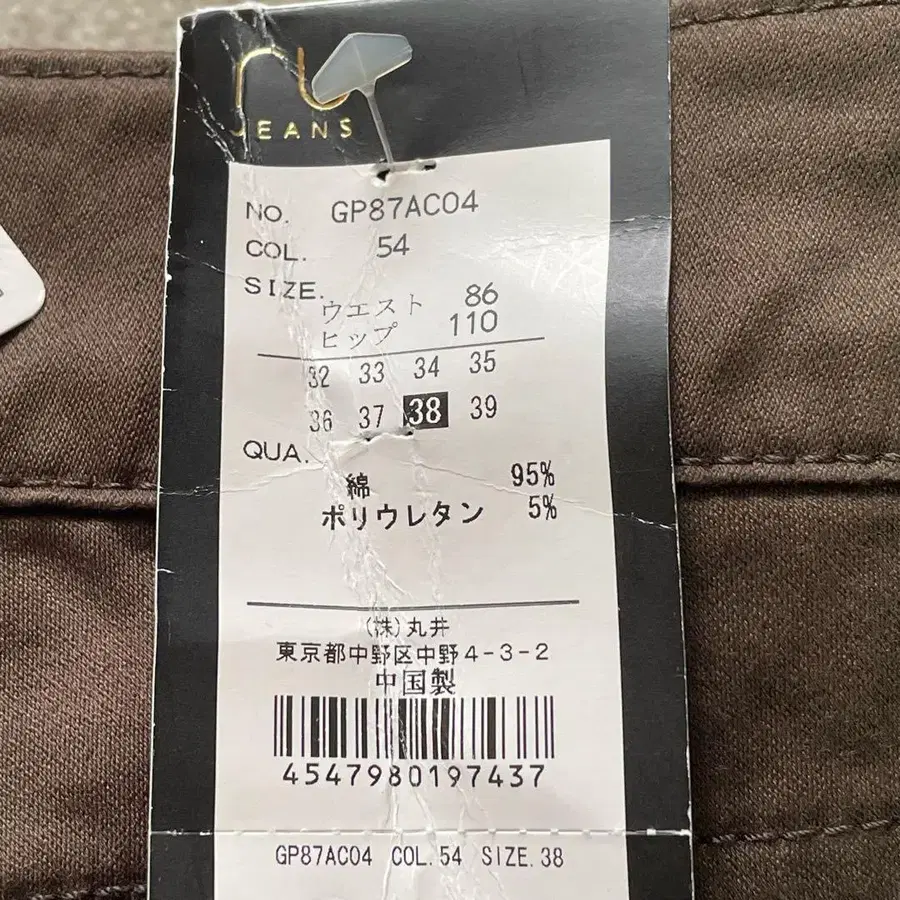 ru
JEANS
NO. GP87AC04
COL. 54
SIZE.
ウエスト 86
ヒップ 110
32 33 34 35
36 37 38 39
QUA.
綿 95%
ポリウレタン 5%
(株)丸井
東京都中野区中野4-3-2
中国製
4547980197437
GP87AC04 COL.54 SIZE.38